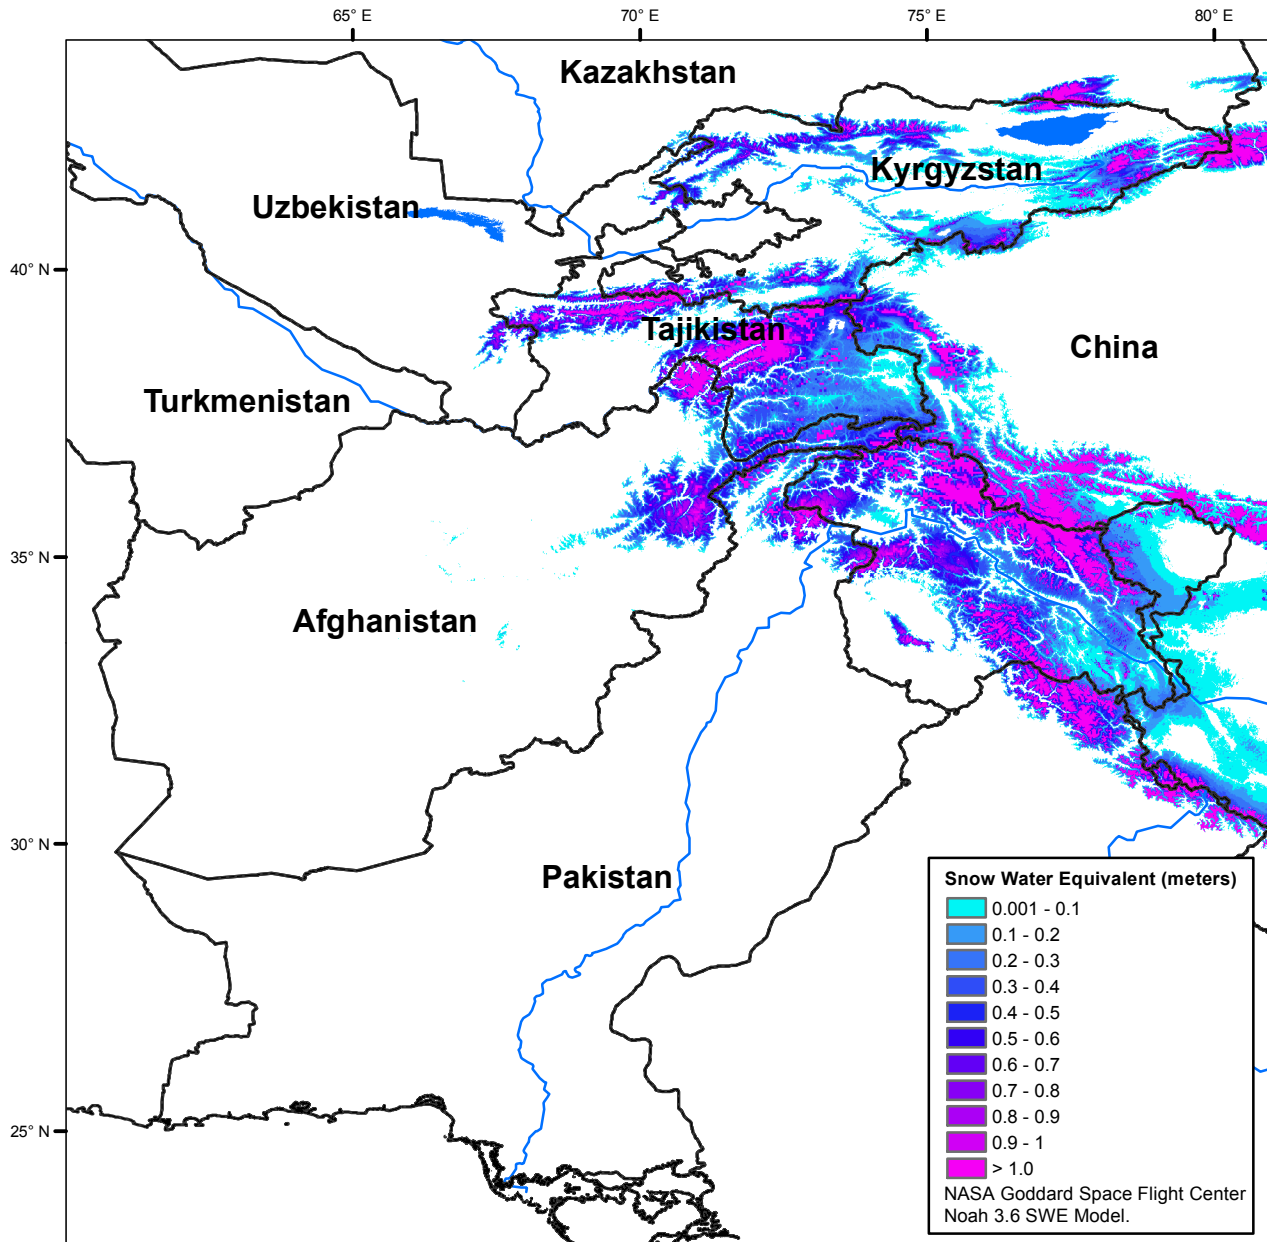 65° E
70° E
75° E
80° E
Kazakhstan
Kyrgyzstan
Uzbekistan
40° N
Tajikistan
China
Turkmenistan
35° N
Afghanistan
30° N
Pakistan
25° N
Snow Water Equivalent (meters)
0.001 - 0.1
0.1 - 0.2
0.2 - 0.3
0.3 - 0.4
0.4 - 0.5
0.5 - 0.6
0.6 - 0.7
0.7 - 0.8
0.8 - 0.9
0.9 - 1
> 1.0
NASA Goddard Space Flight Center
Noah 3.6 SWE Model.